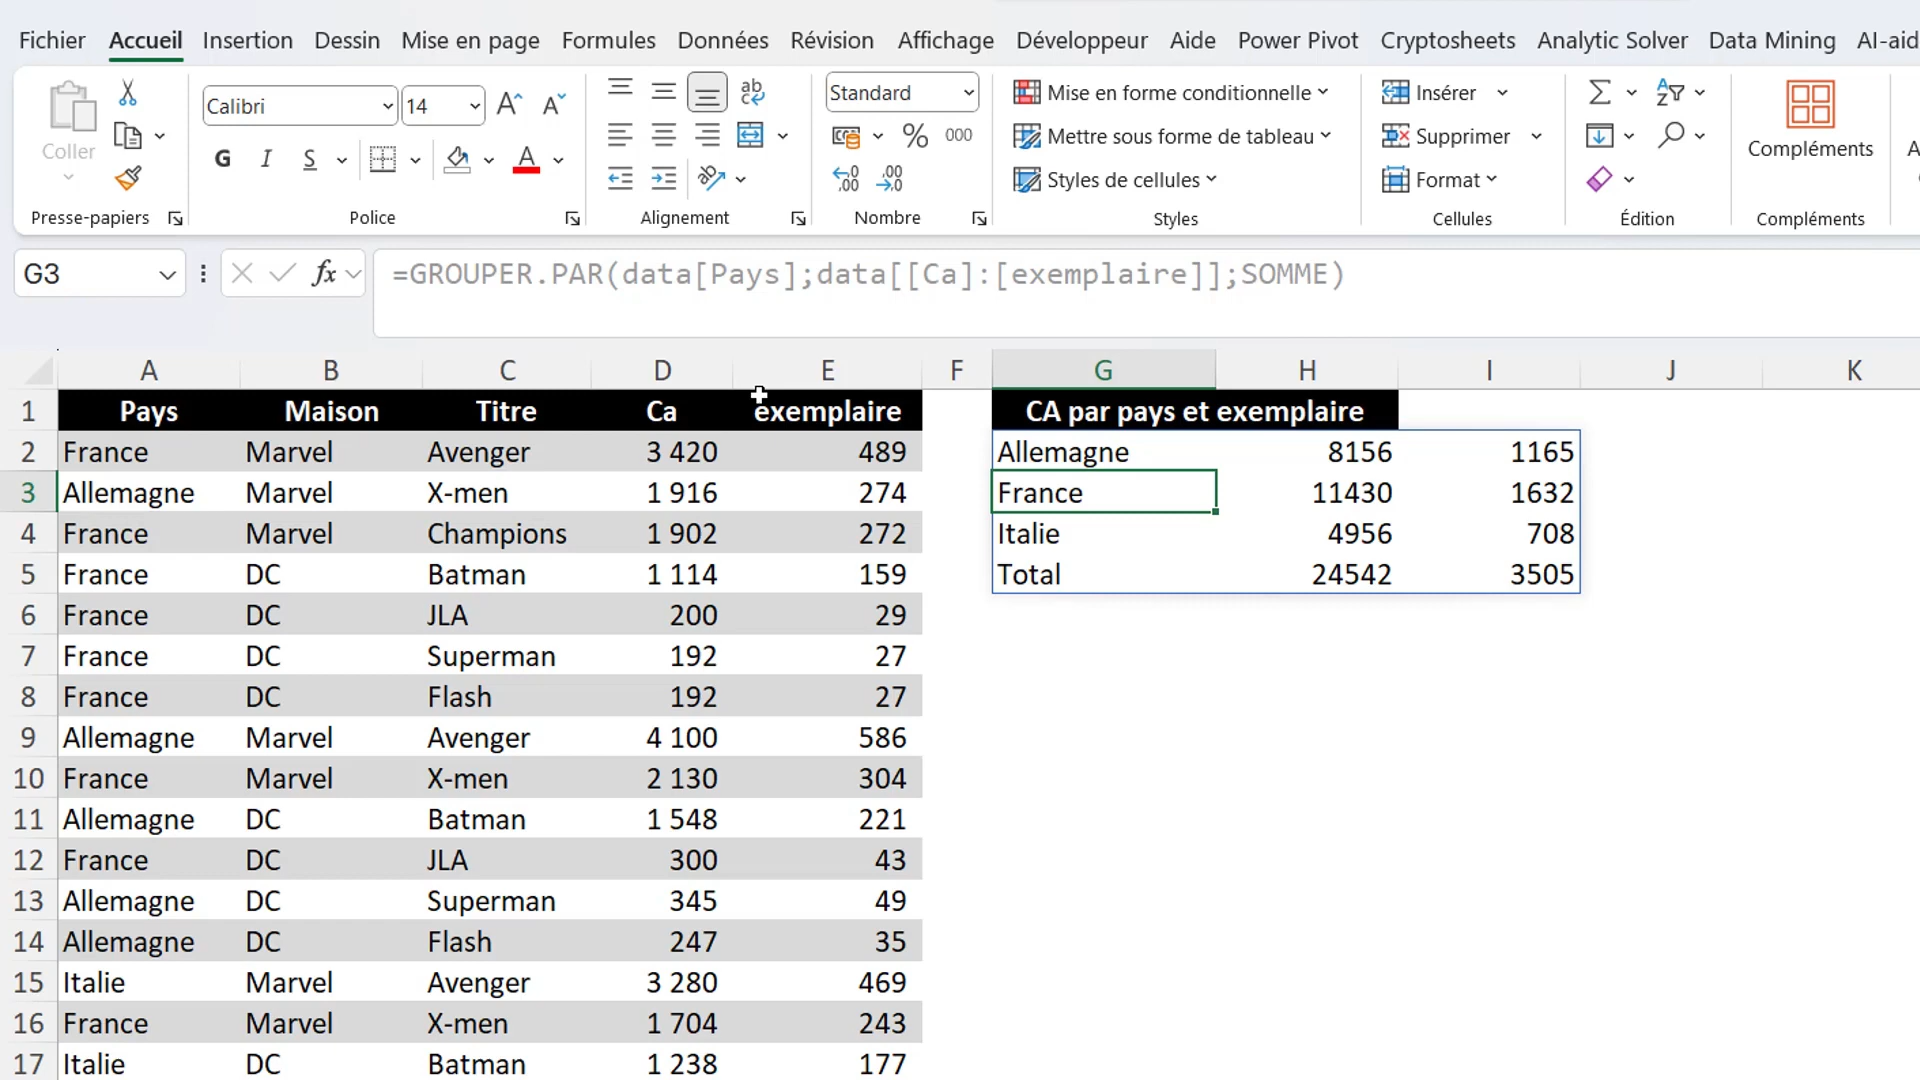 Fichier Accueil Insertion Dessin Mise en page Formules Données Révision Affichage Développeur Aide Power Pivot Cryptosheets Analytic Solver Data Mining AI-aid
Coller
Presse-papiers
Calibri 14
G I S
Police
Alignement
Standard
% 000
Nombre
Mise en forme conditionnelle
Mettre sous forme de tableau
Styles de cellules
Styles
Insérer
Supprimer
Format
Cellules
Édition
Compléments
Compléments
G3 fx =GROUPER.PAR(data[Pays];data[[Ca]:[exemplaire]];SOMME)
A B C D E F G H I J K
1 Pays Maison Titre Ca exemplaire CA par pays et exemplaire
2 France Marvel Avenger 3 420 489 Allemagne 8156 1165
3 Allemagne Marvel X-men 1 916 274 France 11430 1632
4 France Marvel Champions 1 902 272 Italie 4956 708
5 France DC Batman 1 114 159 Total 24542 3505
6 France DC JLA 200 29
7 France DC Superman 192 27
8 France DC Flash 192 27
9 Allemagne Marvel Avenger 4 100 586
10 France Marvel X-men 2 130 304
11 Allemagne DC Batman 1 548 221
12 France DC JLA 300 43
13 Allemagne DC Superman 345 49
14 Allemagne DC Flash 247 35
15 Italie Marvel Avenger 3 280 469
16 France Marvel X-men 1 704 243
17 Italie DC Batman 1 238 177